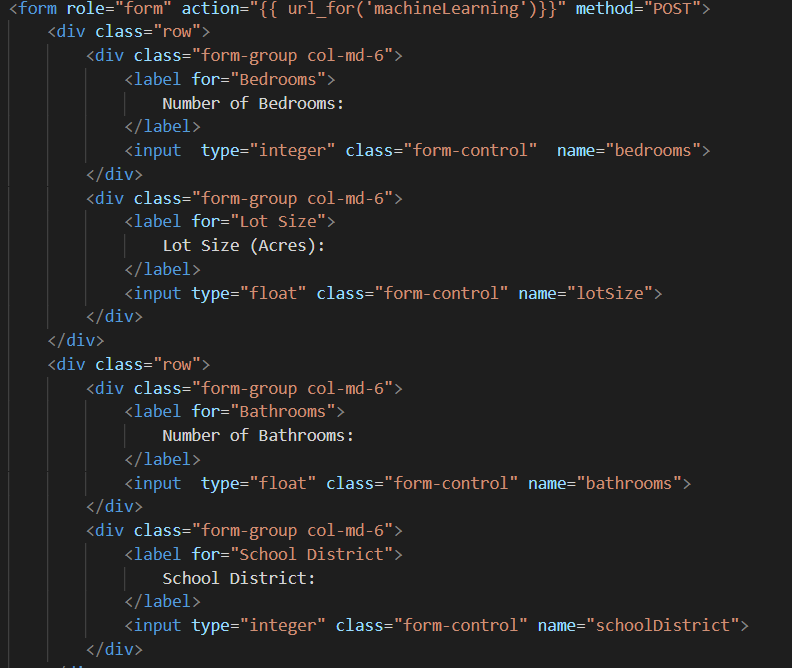 <form role="form" action="{{ url_for('machineLearning')}}" method="POST">
    <div class="row">
        <div class="form-group col-md-6">
            <label for="Bedrooms">
                Number of Bedrooms:
            </label>
            <input  type="integer" class="form-control"  name="bedrooms">
        </div>
        <div class="form-group col-md-6">
            <label for="Lot Size">
                Lot Size (Acres):
            </label>
            <input type="float" class="form-control" name="lotSize">
        </div>
    </div>
    <div class="row">
        <div class="form-group col-md-6">
            <label for="Bathrooms">
                Number of Bathrooms:
            </label>
            <input  type="float" class="form-control" name="bathrooms">
        </div>
        <div class="form-group col-md-6">
            <label for="School District">
                School District:
            </label>
            <input type="integer" class="form-control" name="schoolDistrict">
        </div>